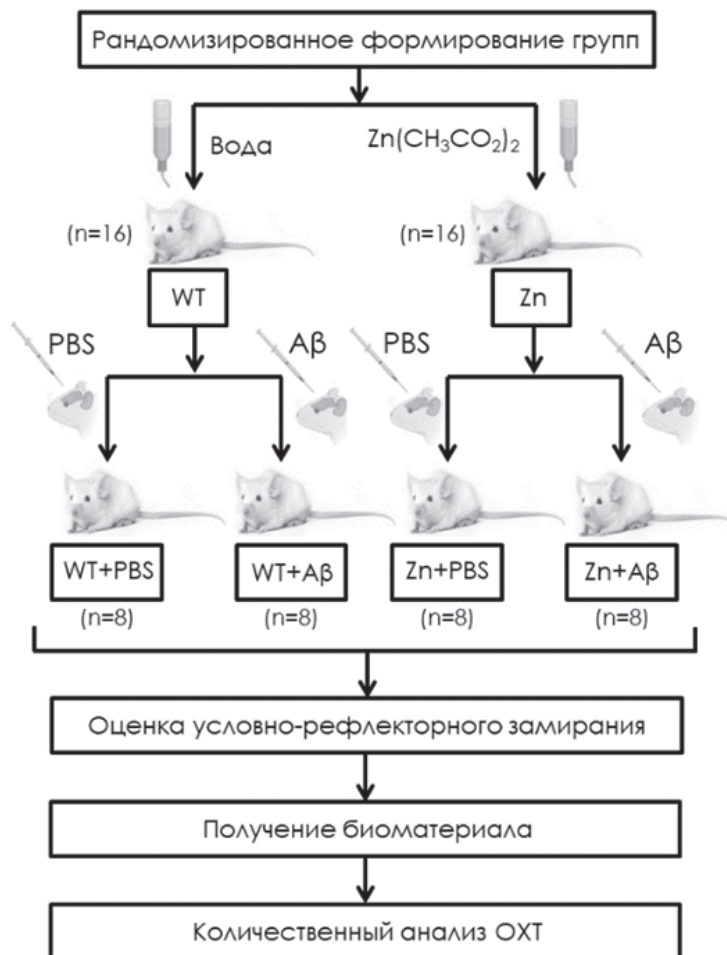 Рандомизированное формирование групп
Вода
Zn(CH₃CO₂)₂
(n=16)
(n=16)
WT
Zn
PBS
Aβ
PBS
Aβ
WT+PBS
WT+Aβ
Zn+PBS
Zn+Aβ
(n=8)
(n=8)
(n=8)
(n=8)
Оценка условно-рефлекторного замирания
Получение биоматериала
Количественный анализ ОХТ